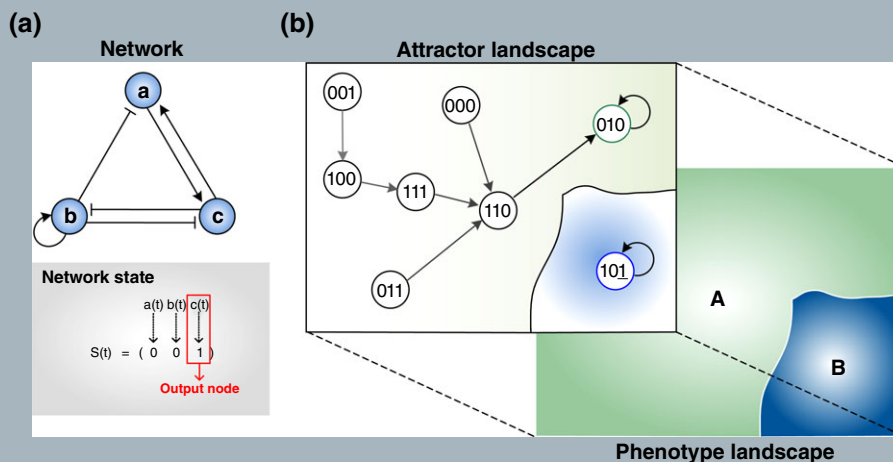 (a)
Network
a
b
c
Network state
a(t) b(t) c(t)
S(t) = ( 0 0 1 )
Output node
(b)
Attractor landscape
001
000
010
100
111
110
101
011
A
B
Phenotype landscape